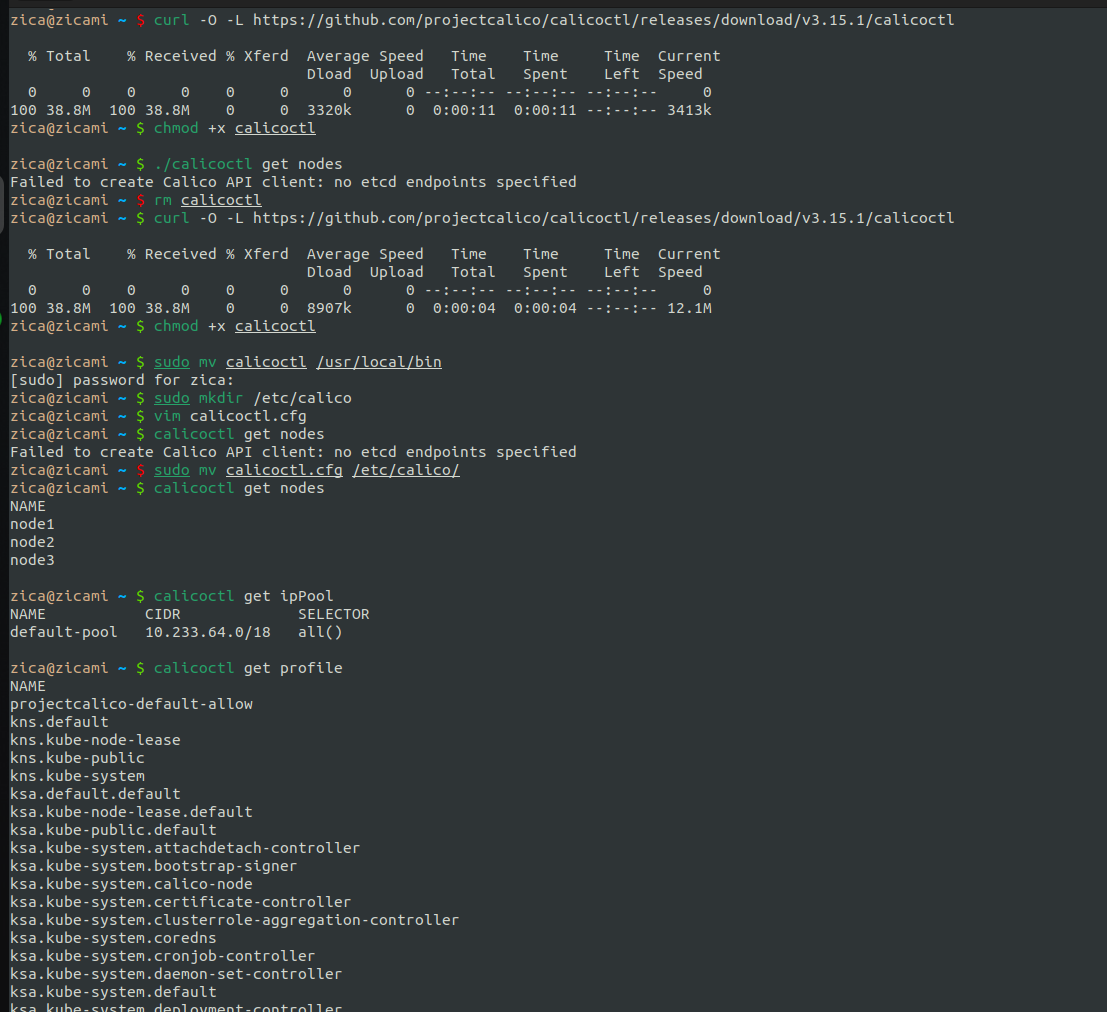 zica@zicami ~ $ curl -O -L https://github.com/projectcalico/calicoctl/releases/download/v3.15.1/calicoctl
% Total % Received % Xferd Average Speed Time Time Time Current
Dload Upload Total Spent Left Speed
0 0 0 0 0 0 0 0 --:--:-- --:--:-- --:--:-- 0
100 38.8M 100 38.8M 0 0 3320k 0 0:00:11 0:00:11 --:--:-- 3413k
zica@zicami ~ $ chmod +x calicoctl
zica@zicami ~ $ ./calicoctl get nodes
Failed to create Calico API client: no etcd endpoints specified
zica@zicami ~ $ rm calicoctl
zica@zicami ~ $ curl -O -L https://github.com/projectcalico/calicoctl/releases/download/v3.15.1/calicoctl
% Total % Received % Xferd Average Speed Time Time Time Current
Dload Upload Total Spent Left Speed
0 0 0 0 0 0 0 0 --:--:-- --:--:-- --:--:-- 0
100 38.8M 100 38.8M 0 0 8907k 0 0:00:04 0:00:04 --:--:-- 12.1M
zica@zicami ~ $ chmod +x calicoctl
zica@zicami ~ $ sudo mv calicoctl /usr/local/bin
[sudo] password for zica:
zica@zicami ~ $ sudo mkdir /etc/calico
zica@zicami ~ $ vim calicoctl.cfg
zica@zicami ~ $ calicoctl get nodes
Failed to create Calico API client: no etcd endpoints specified
zica@zicami ~ $ sudo mv calicoctl.cfg /etc/calico/
zica@zicami ~ $ calicoctl get nodes
NAME
node1
node2
node3
zica@zicami ~ $ calicoctl get ipPool
NAME CIDR SELECTOR
default-pool 10.233.64.0/18 all()
zica@zicami ~ $ calicoctl get profile
NAME
projectcalico-default-allow
kns.default
kns.kube-node-lease
kns.kube-public
kns.kube-system
ksa.default.default
ksa.kube-node-lease.default
ksa.kube-public.default
ksa.kube-system.attachdetach-controller
ksa.kube-system.bootstrap-signer
ksa.kube-system.calico-node
ksa.kube-system.certificate-controller
ksa.kube-system.clusterrole-aggregation-controller
ksa.kube-system.coredns
ksa.kube-system.cronjob-controller
ksa.kube-system.daemon-set-controller
ksa.kube-system.default
ksa.kube-system.deployment-controller